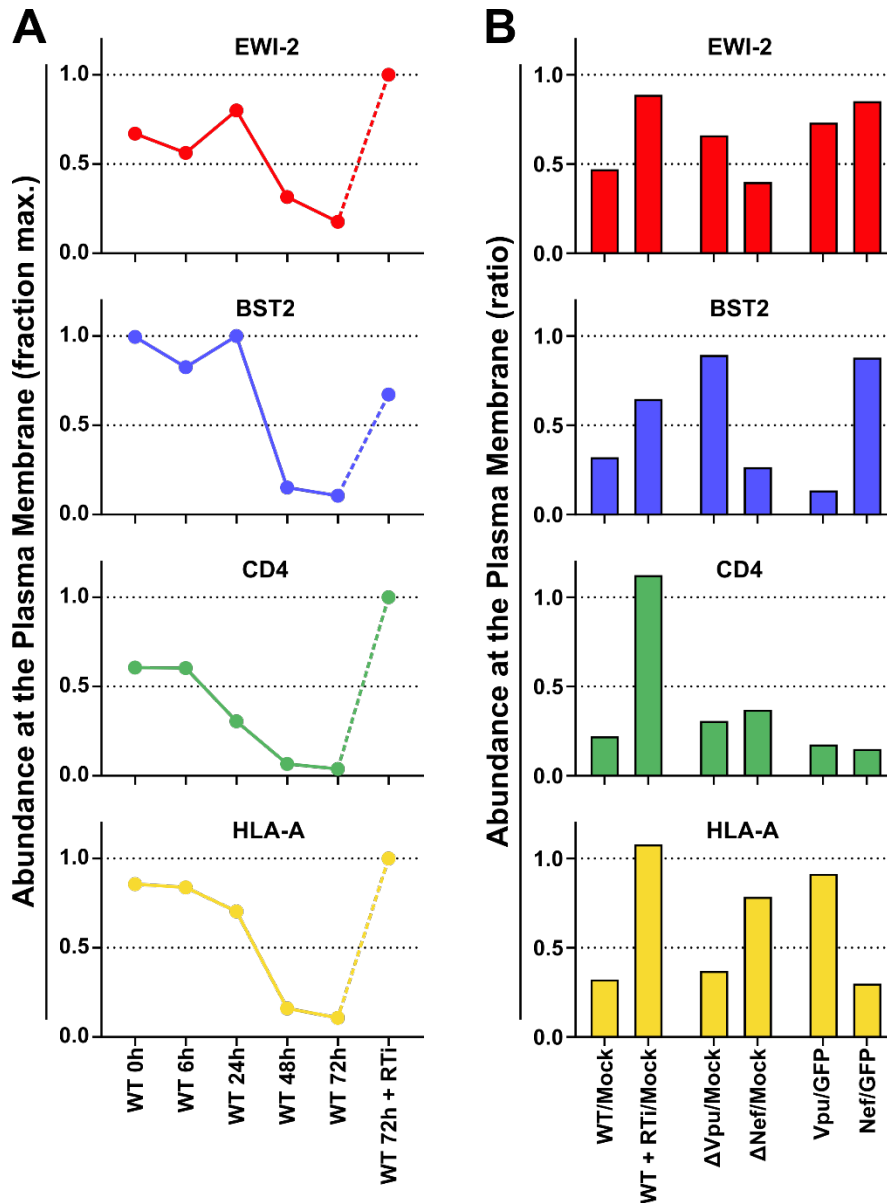 A
Abundance at the Plasma Membrane (fraction max.)
EWI-2
1.0
0.5
0.0
BST2
1.0
0.5
0.0
CD4
1.0
0.5
0.0
HLA-A
1.0
0.5
0.0
WT 0h
WT 6h
WT 24h
WT 48h
WT 72h
WT 72h + RTi
B
Abundance at the Plasma Membrane (ratio)
EWI-2
1.0
0.5
0.0
BST2
1.0
0.5
0.0
CD4
1.0
0.5
0.0
HLA-A
1.0
0.5
0.0
WT/Mock
WT + RTi/Mock
ΔVpu/Mock
ΔNef/Mock
Vpu/GFP
Nef/GFP